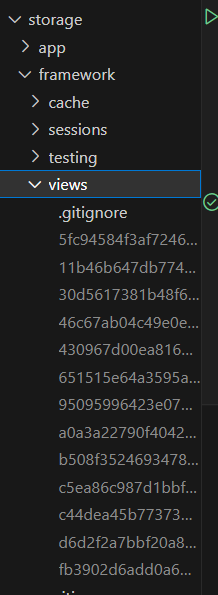 storage
app
framework
cache
sessions
testing
views
.gitignore
5fc94584f3af7246...
11b46b647db774...
30d5617381b48f6...
46c67ab04c49e0e...
430967d00ea816...
651515e64a3595a...
95095996423e07...
a0a3a22790f4042...
b508f3524693478...
c5ea86c987d1bbf...
c44dea45b77373...
d6d2f2a7bbf20a8...
fb3902d6add0a6...